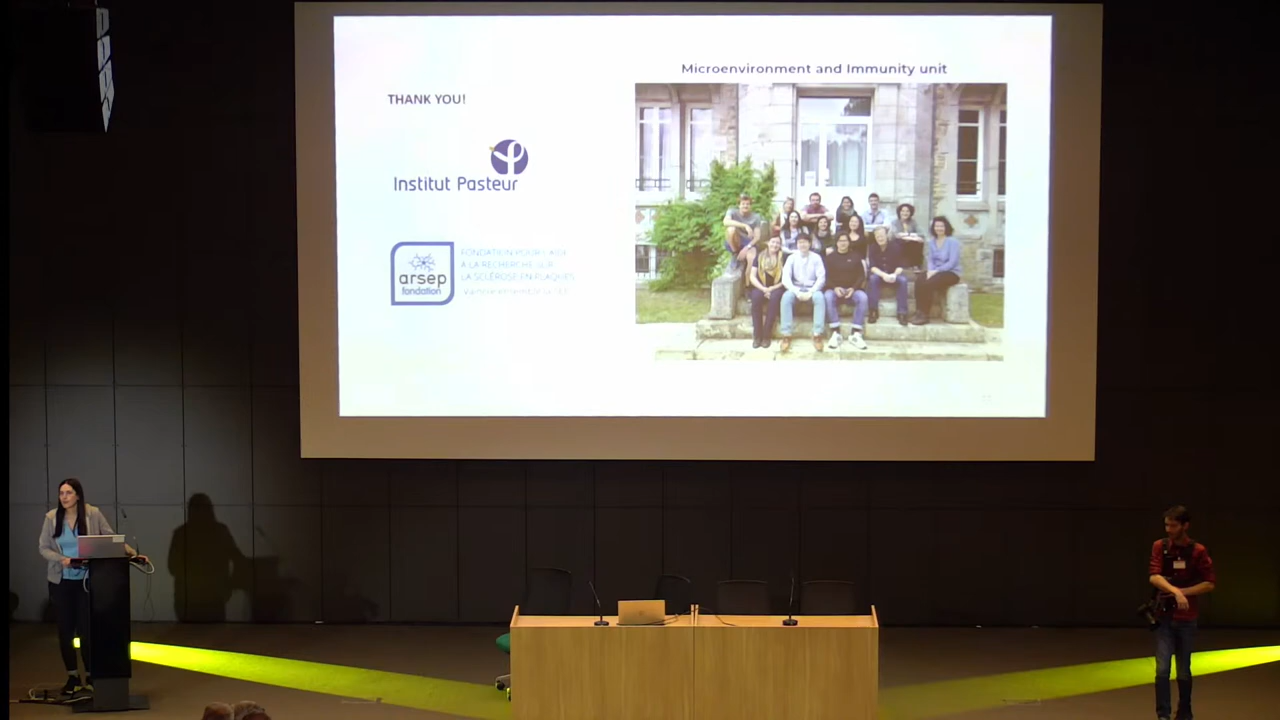 Microenvironment and Immunity unit
THANK YOU!
Institut Pasteur
arsep
fondation
FONDATION POUR L'AIDE
À LA RECHERCHE SUR
LA SCLÉROSE EN PLAQUES